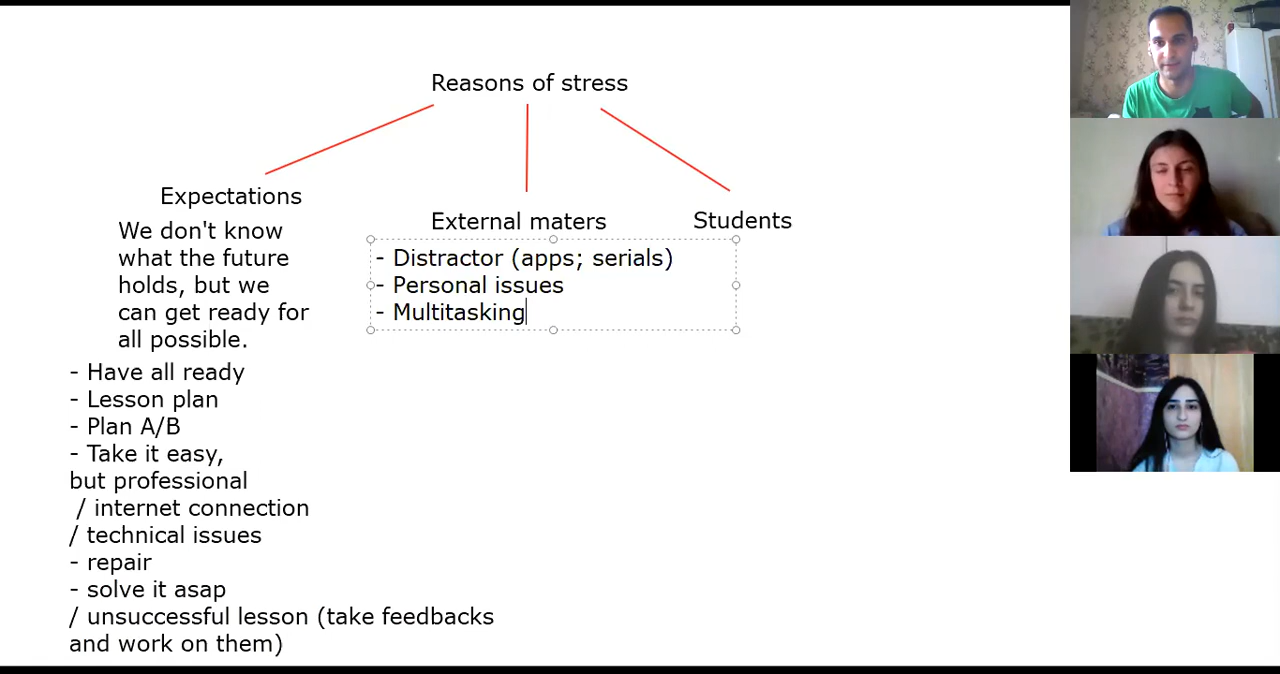 Reasons of stress
Expectations
We don't know
what the future
holds, but we
can get ready for
all possible.
- Have all ready
- Lesson plan
- Plan A/B
- Take it easy,
but professional
/ internet connection
/ technical issues
- repair
- solve it asap
/ unsuccessful lesson (take feedbacks
and work on them)
External maters
- Distractor (apps; serials)
- Personal issues
- Multitasking
Students